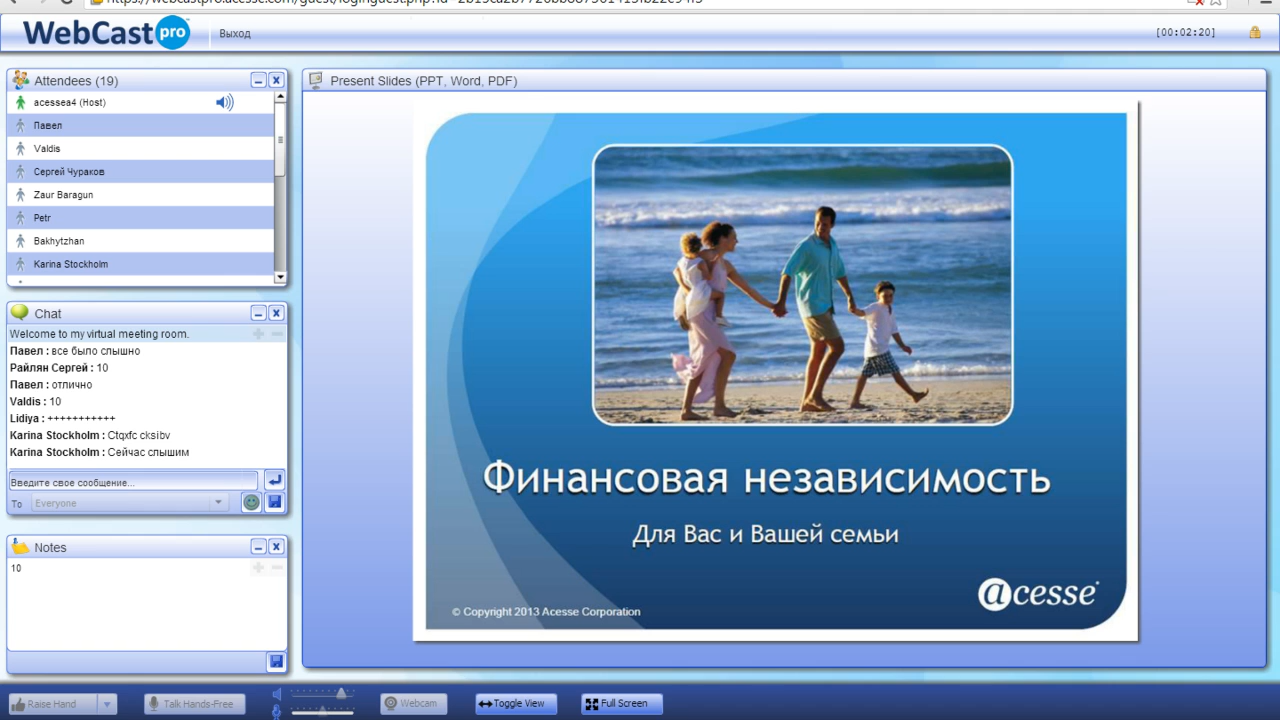 WebCast pro
Выход
[00:02:20]
Attendees (19)
acessea4 (Host)
Павел
Valdis
Сергей Чураков
Zaur Baragun
Petr
Bakhytzhan
Karina Stockholm
Chat
Welcome to my virtual meeting room.
Павел : все было слышно
Райлян Сергей : 10
Павел : отлично
Valdis : 10
Lidiya : +++++++++++
Karina Stockholm : Ctqxfc cksibv
Karina Stockholm : Сейчас слышим
Введите свое сообщение...
To Everyone
Notes
10
Present Slides (PPT, Word, PDF)
Финансовая независимость
Для Вас и Вашей семьи
acesse
© Copyright 2013 Acesse Corporation
Raise Hand
Talk Hands-Free
Webcam
Toggle View
Full Screen